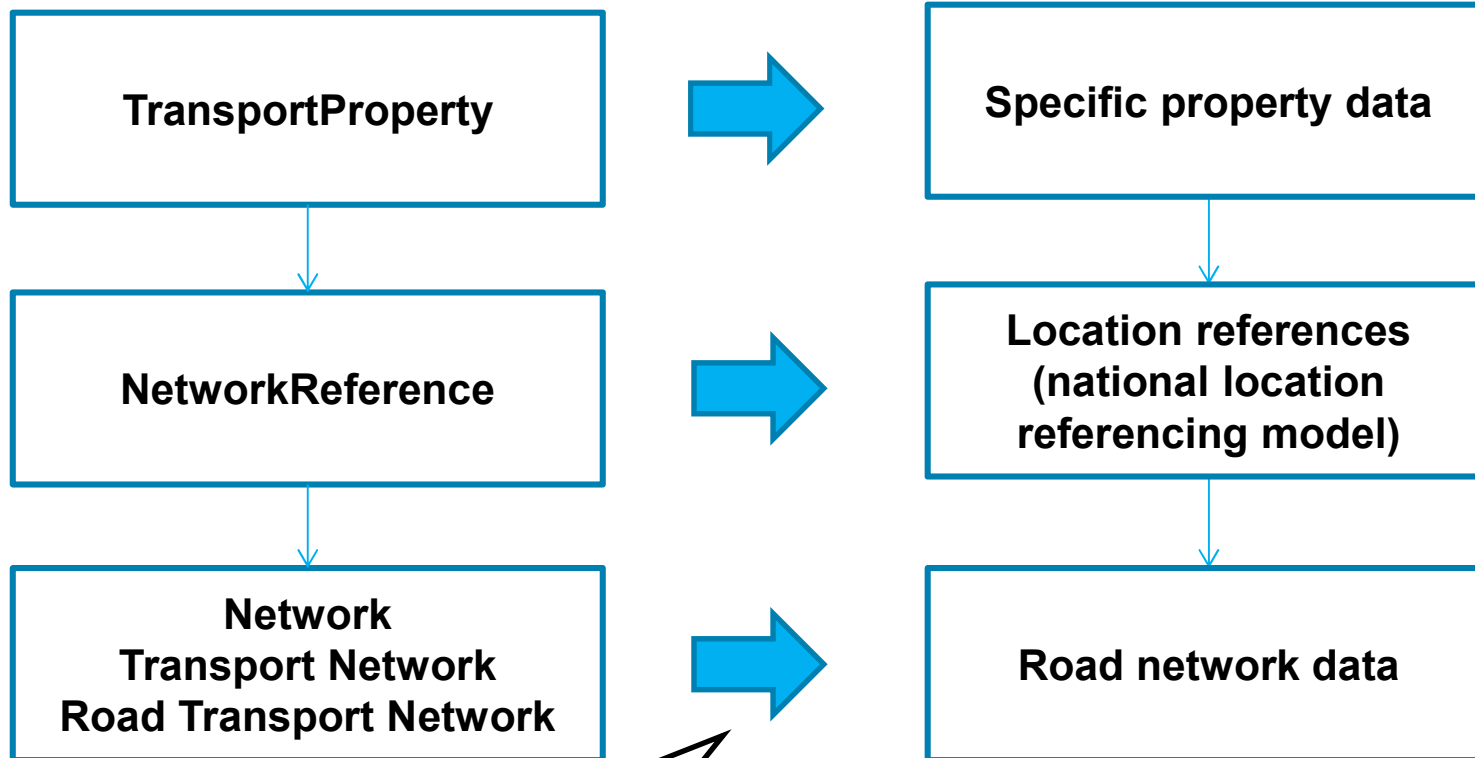 TransportProperty
Specific property data
NetworkReference
Location references
(national location
referencing model)
Network
Transport Network
Road Transport Network
Road network data